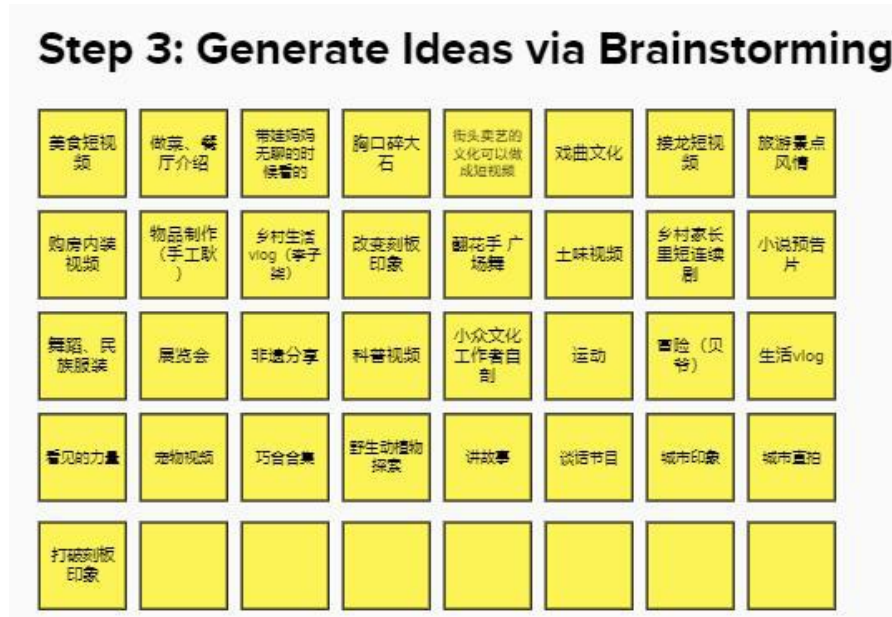 Step 3: Generate Ideas via Brainstorming
美食短视
频
做菜、餐
厅介绍
带娃妈妈
无聊的时
候看的
胸口碎大
石
街头卖艺的
文化可以做
成短视频
戏曲文化
接龙短视
频
旅游景点
风情
购房内装
视频
物品制作
（手工耿
）
乡村生活
vlog（李子
柒）
改变刻板
印象
翻花手 广
场舞
土味视频
乡村家长
里短连续
剧
小说预告
片
舞蹈、民
族服装
展览会
非遗分享
科普视频
小众文化
工作者自
剖
运动
冒险（贝
爷）
生活vlog
看见的力量
宠物视频
巧合合集
野生动植物
探索
讲故事
谈话节目
城市印象
城市直拍
打破刻板
印象